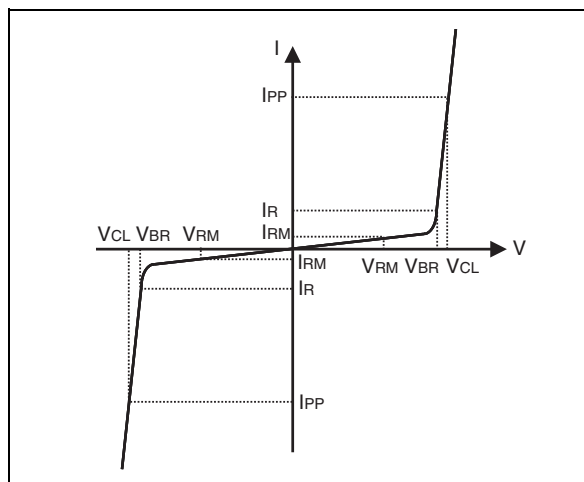 I
IPP
IR
VCL VBR VRM IRM
V
IRM VRM VBR VCL
IR
IPP